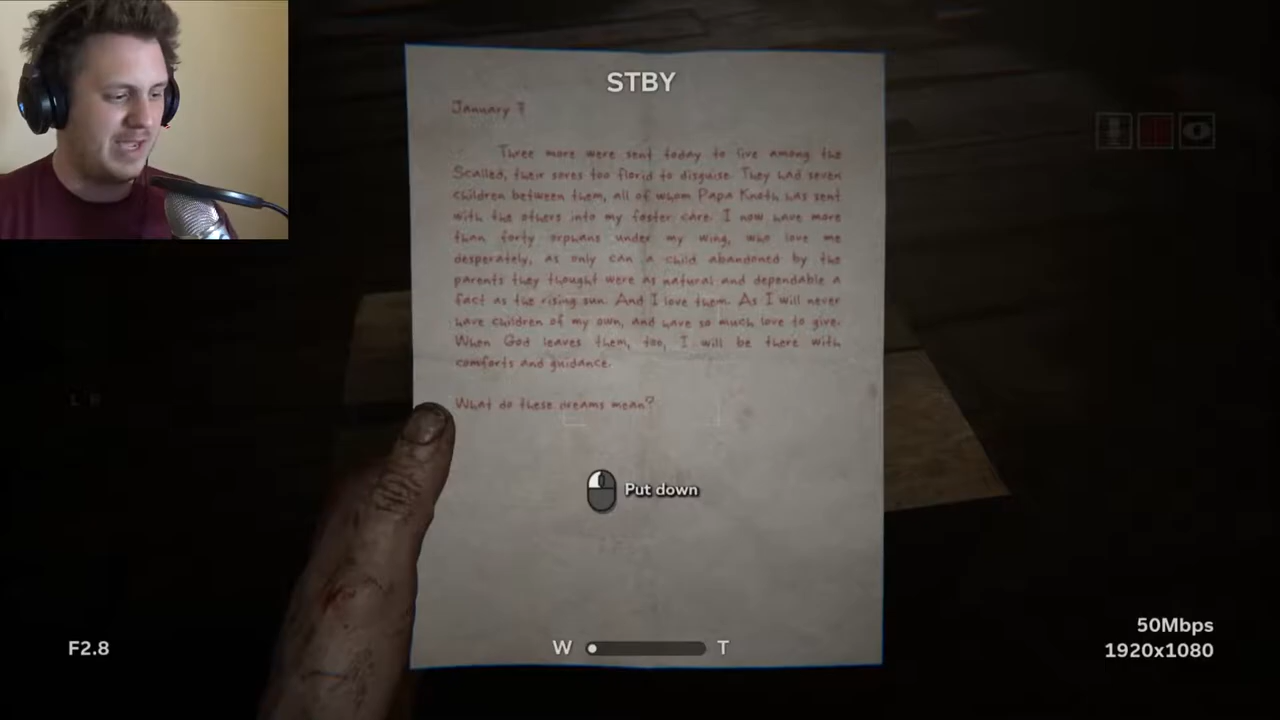 STBY
January 7
Three more were sent today to live among the
Scalled, their sores too florid to disguise. They had seven
children between them, all of whom Papa Knoth has sent
with the others into my foster care. I now have more
than forty orphans under my wing, who love me
desperately, as only can a child abandoned by the
parents they thought were as natural and dependable a
fact as the rising sun. And I love them. As I will never
have children of my own, and have so much love to give.
When God leaves them, too, I will be there with
comforts and guidance.
What do these dreams mean?
Put down
F2.8
W T
50Mbps
1920x1080